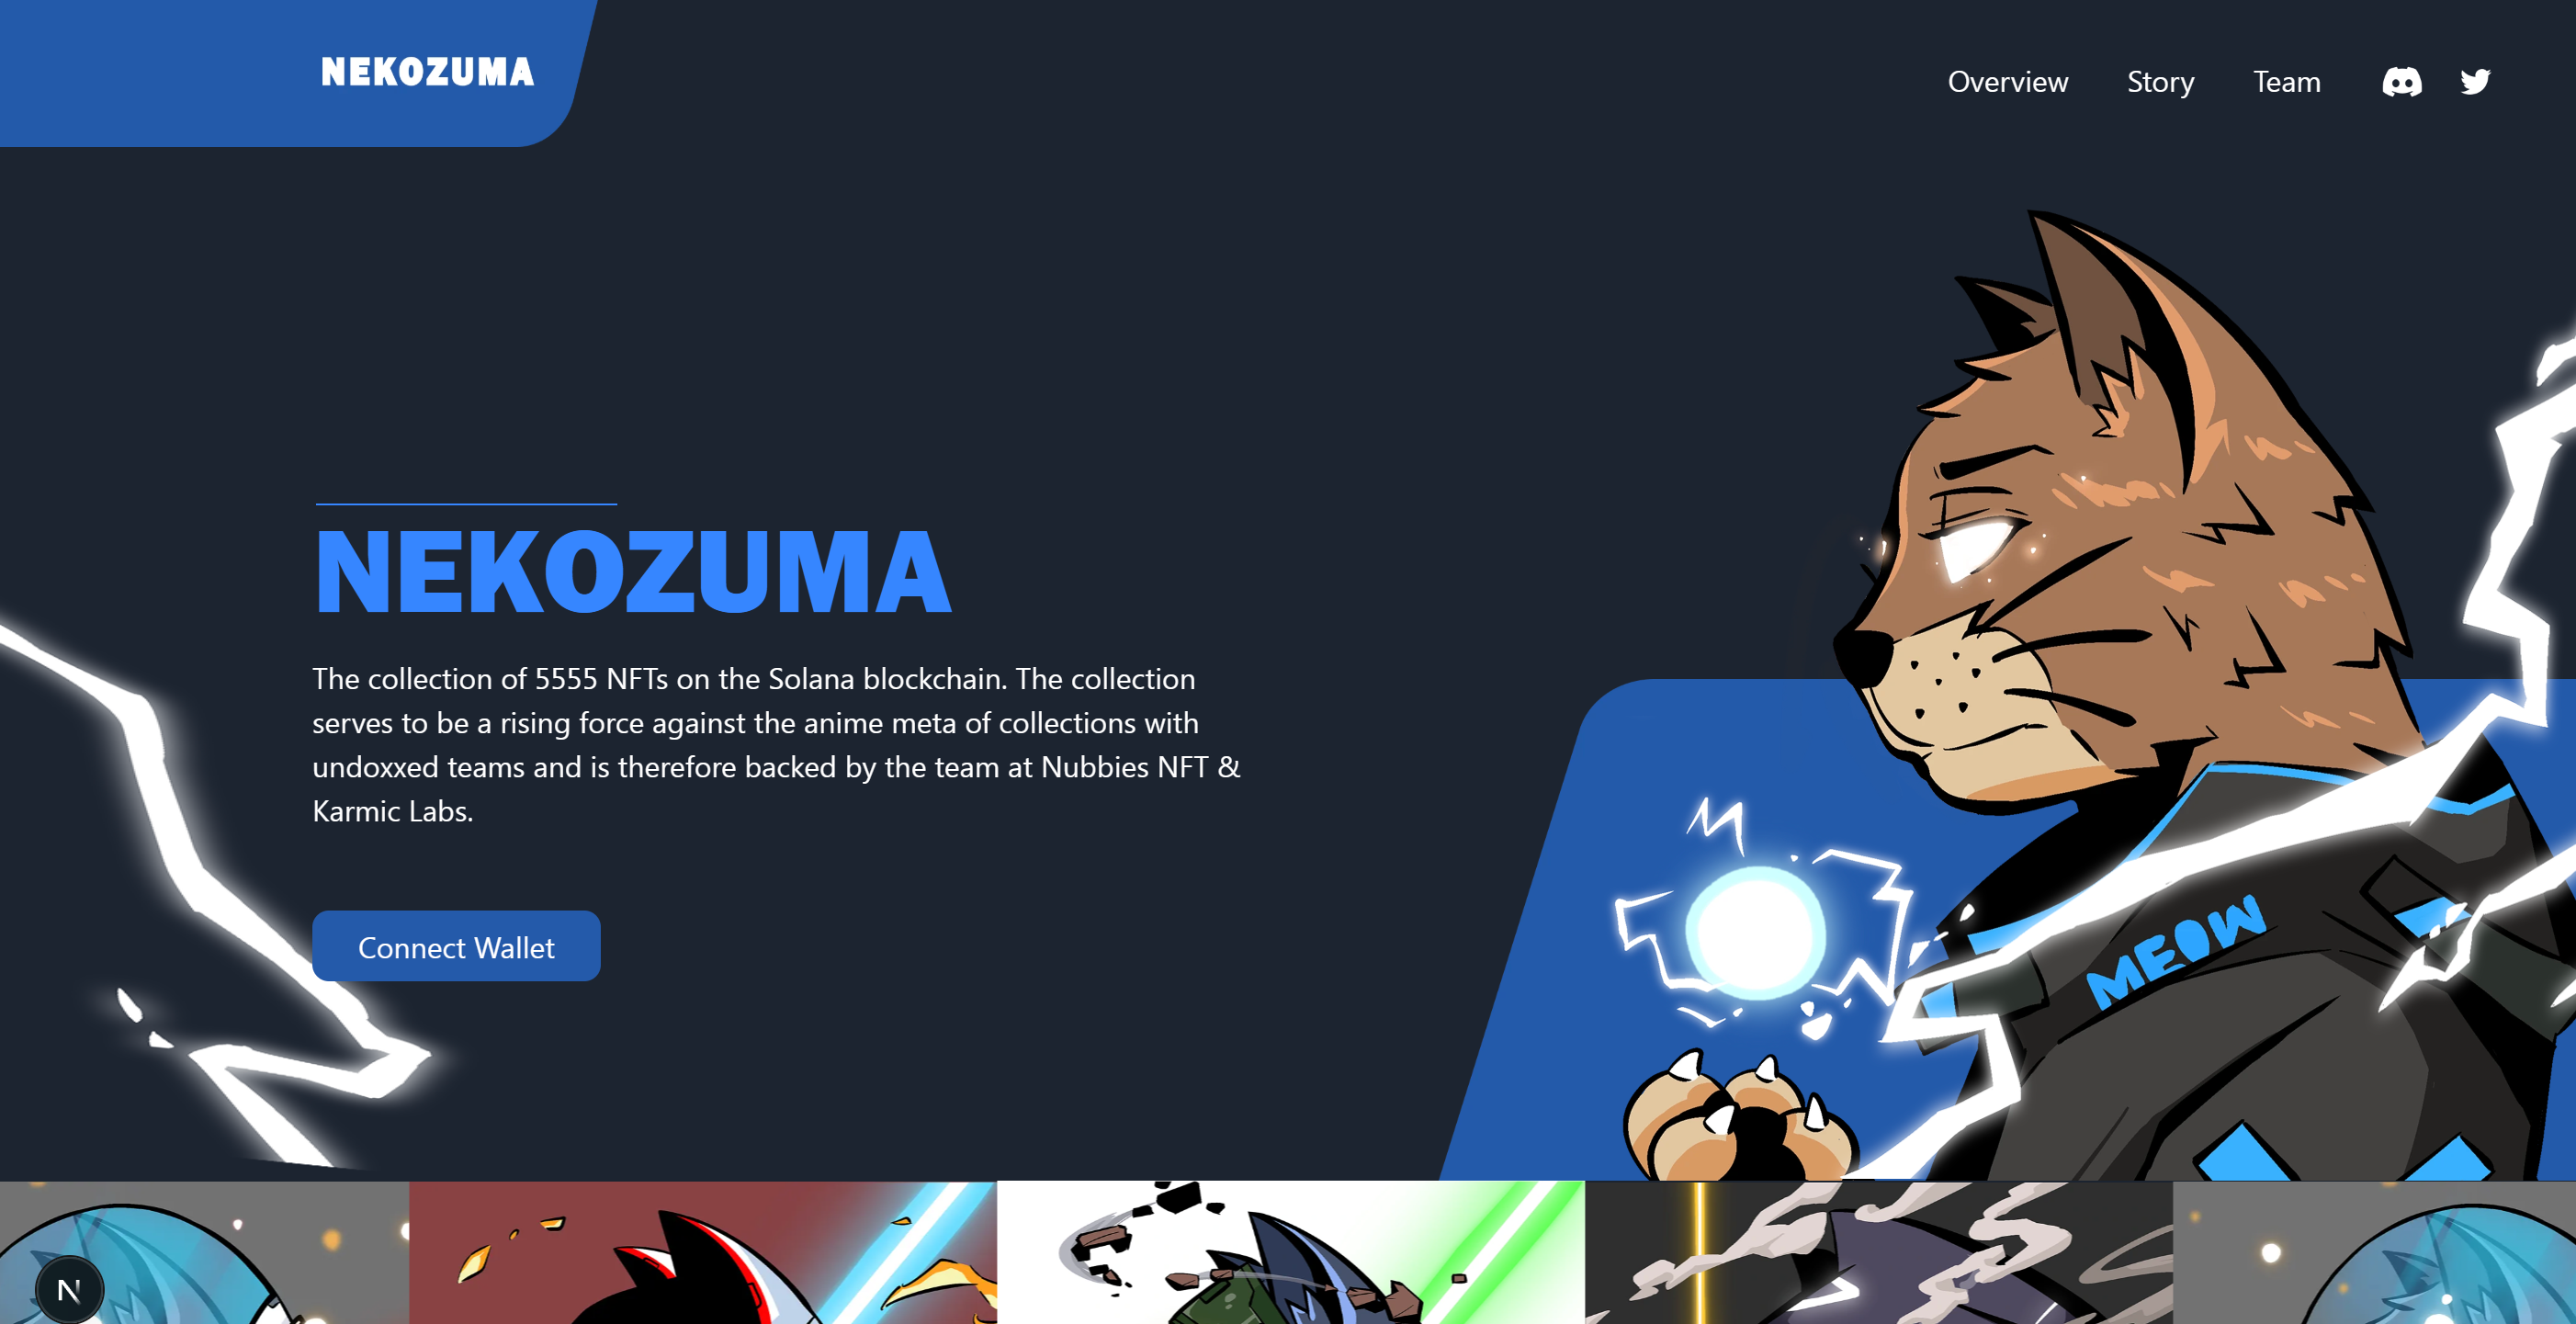 NEKOZUMA
Overview Story Team
NEKOZUMA
The collection of 5555 NFTs on the Solana blockchain. The collection
serves to be a rising force against the anime meta of collections with
undoxxed teams and is therefore backed by the team at Nubbies NFT &
Karmic Labs.
Connect Wallet
MEOW
N